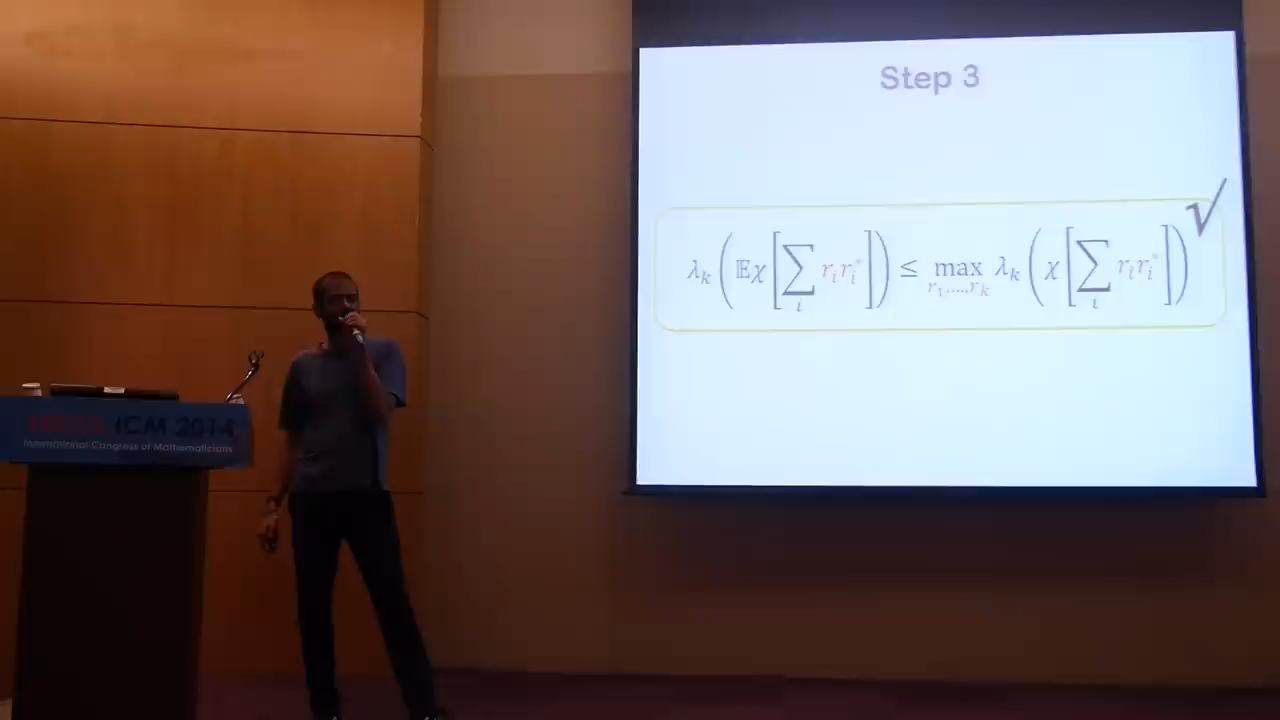 Step 3
λ_k ( 𝔼χ [ ∑_i r_i r_i^* ] ) ≤ max_{r_1,...,r_k} λ_k ( χ [ ∑_i r_i r_i^* ] ) √
ICM 2014
International Congress of Mathematicians